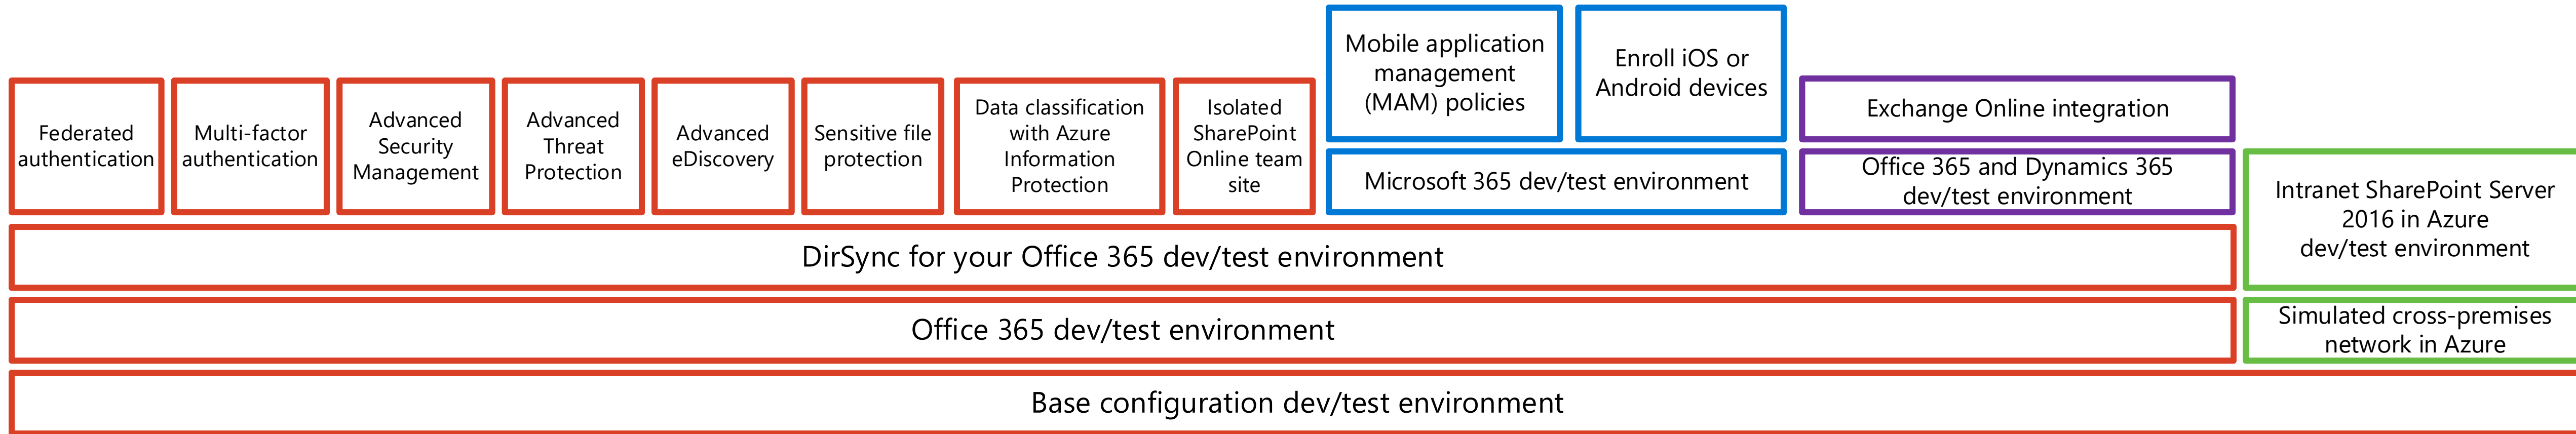 Federated
authentication
Multi-factor
authentication
Advanced
Security
Management
Advanced
Threat
Protection
Advanced
eDiscovery
Sensitive file
protection
Data classification
with Azure
Information
Protection
Isolated
SharePoint
Online team
site
Mobile application
management
(MAM) policies
Enroll iOS or
Android devices
Microsoft 365 dev/test environment
Exchange Online integration
Office 365 and Dynamics 365
dev/test environment
Intranet SharePoint Server
2016 in Azure
dev/test environment
DirSync for your Office 365 dev/test environment
Office 365 dev/test environment
Simulated cross-premises
network in Azure
Base configuration dev/test environment